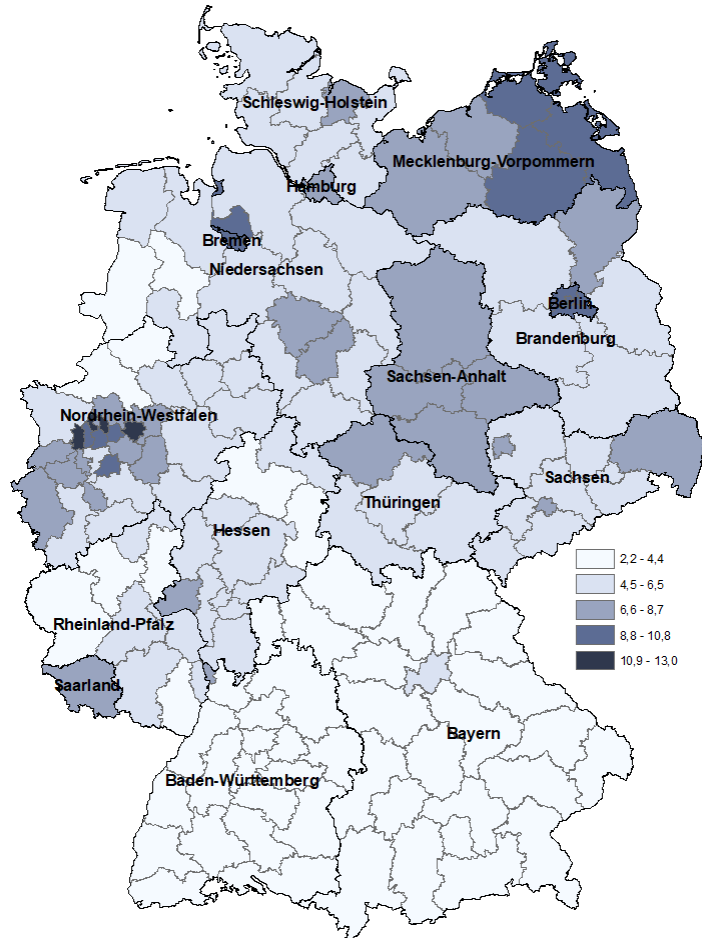 Schleswig-Holstein
Mecklenburg-Vorpommern
Hamburg
Bremen
Niedersachsen
Berlin
Brandenburg
Sachsen-Anhalt
Nordrhein-Westfalen
Sachsen
Thüringen
Hessen
2,2 - 4,4
4,5 - 6,5
6,6 - 8,7
8,8 - 10,8
10,9 - 13,0
Rheinland-Pfalz
Saarland
Bayern
Baden-Württemberg